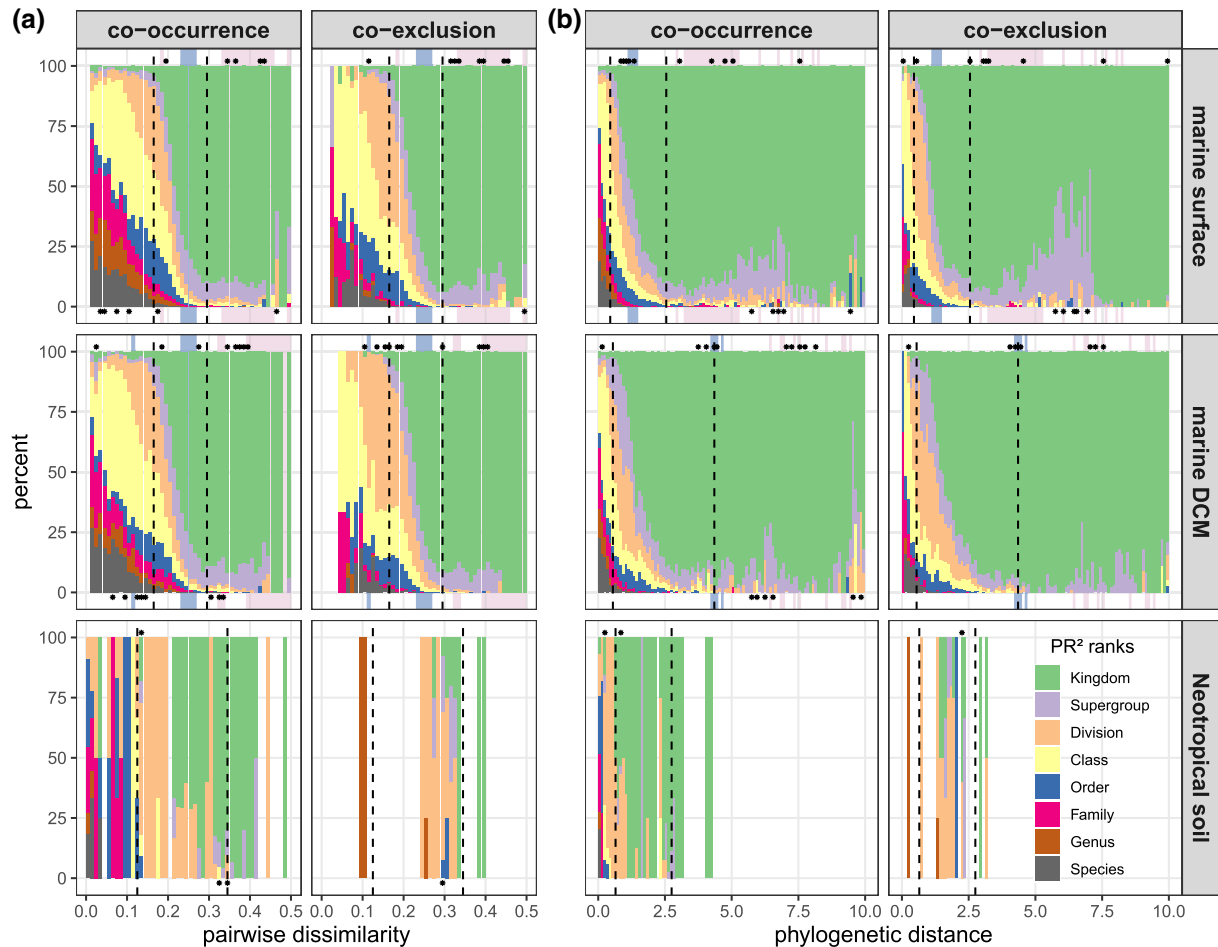 (a)
(b)
co−occurrence
co−exclusion
co−occurrence
co−exclusion
100
75
50
25
0
marine surface
100
75
50
25
0
marine DCM
percent
100
75
50
25
0
Neotropical soil
PR² ranks
Kingdom
Supergroup
Division
Class
Order
Family
Genus
Species
0.0 0.1 0.2 0.3 0.4 0.5
0.0 0.1 0.2 0.3 0.4 0.5
0.0 2.5 5.0 7.5 10.0
0.0 2.5 5.0 7.5 10.0
pairwise dissimilarity
phylogenetic distance